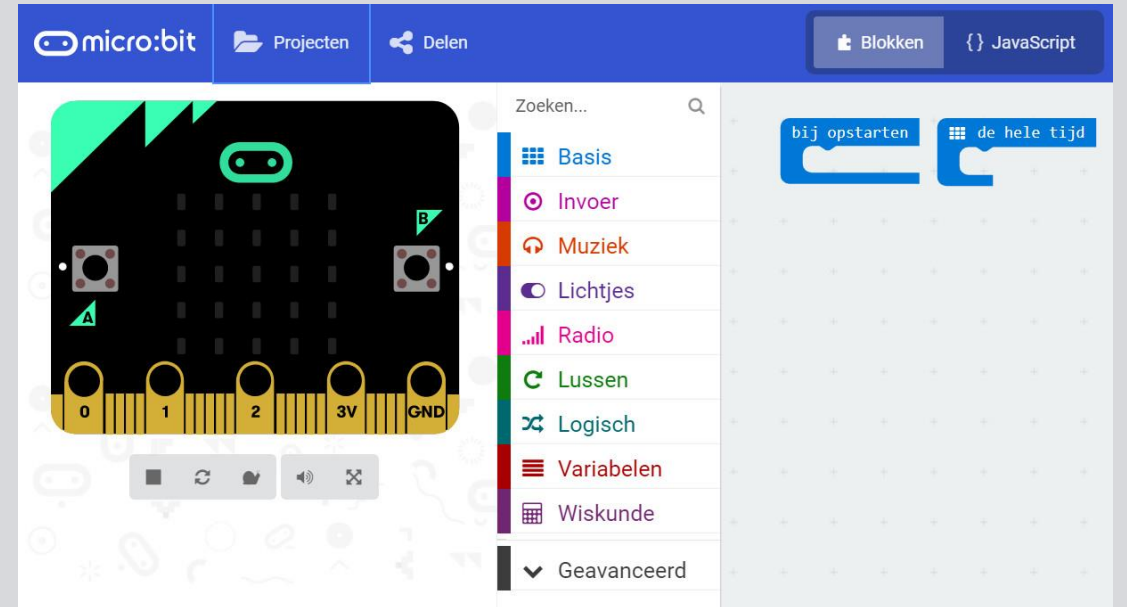 micro:bit
Projecten
Delen
Blokken
{ } JavaScript
Zoeken...
Basis
Invoer
Muziek
Lichtjes
Radio
Lussen
Logisch
Variabelen
Wiskunde
Geavanceerd
bij opstarten
de hele tijd
B
A
0 1 2 3V GND